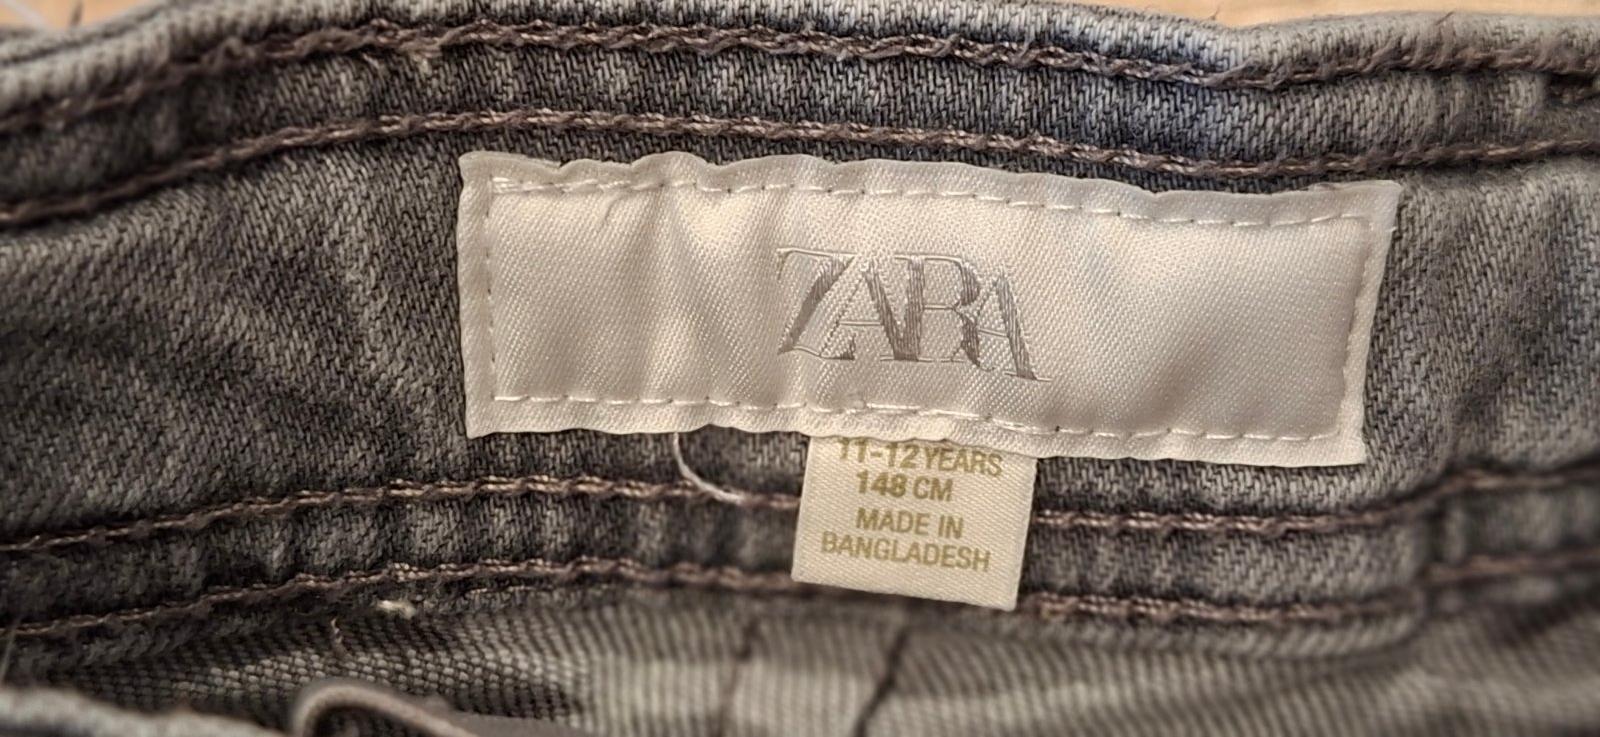 ZARA
11-12 YEARS
148 CM
MADE IN
BANGLADESH